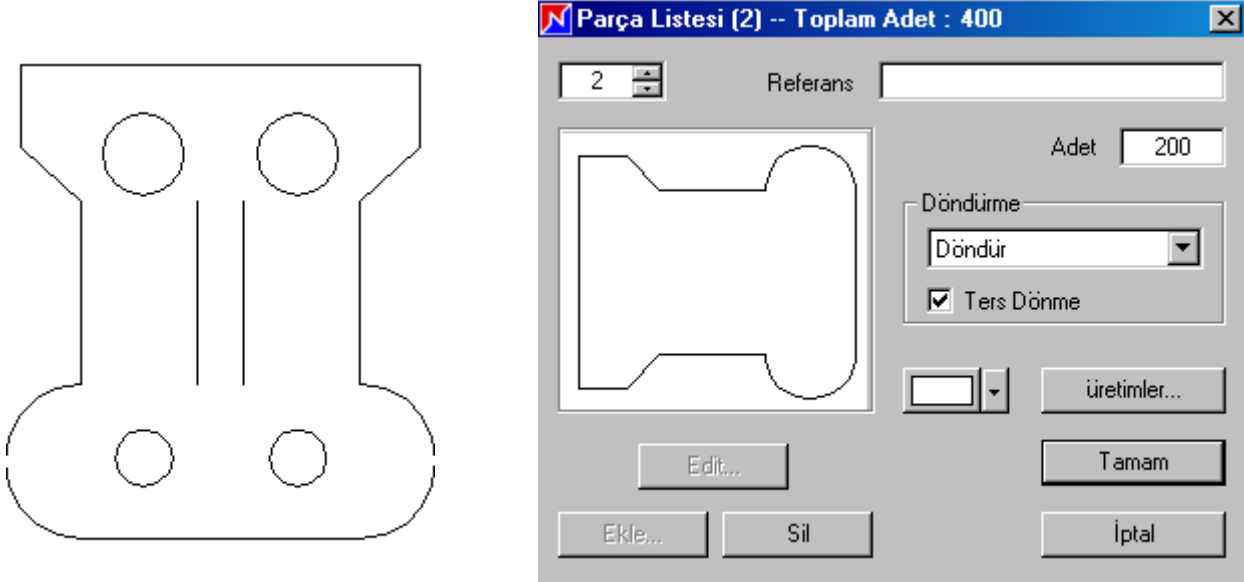 Parça Listesi (2) -- Toplam Adet : 400
2
Referans
Adet 200
Döndürme
Döndür
Ters Dönme
üretimler...
Edit...
Tamam
Ekle...
Sil
İptal